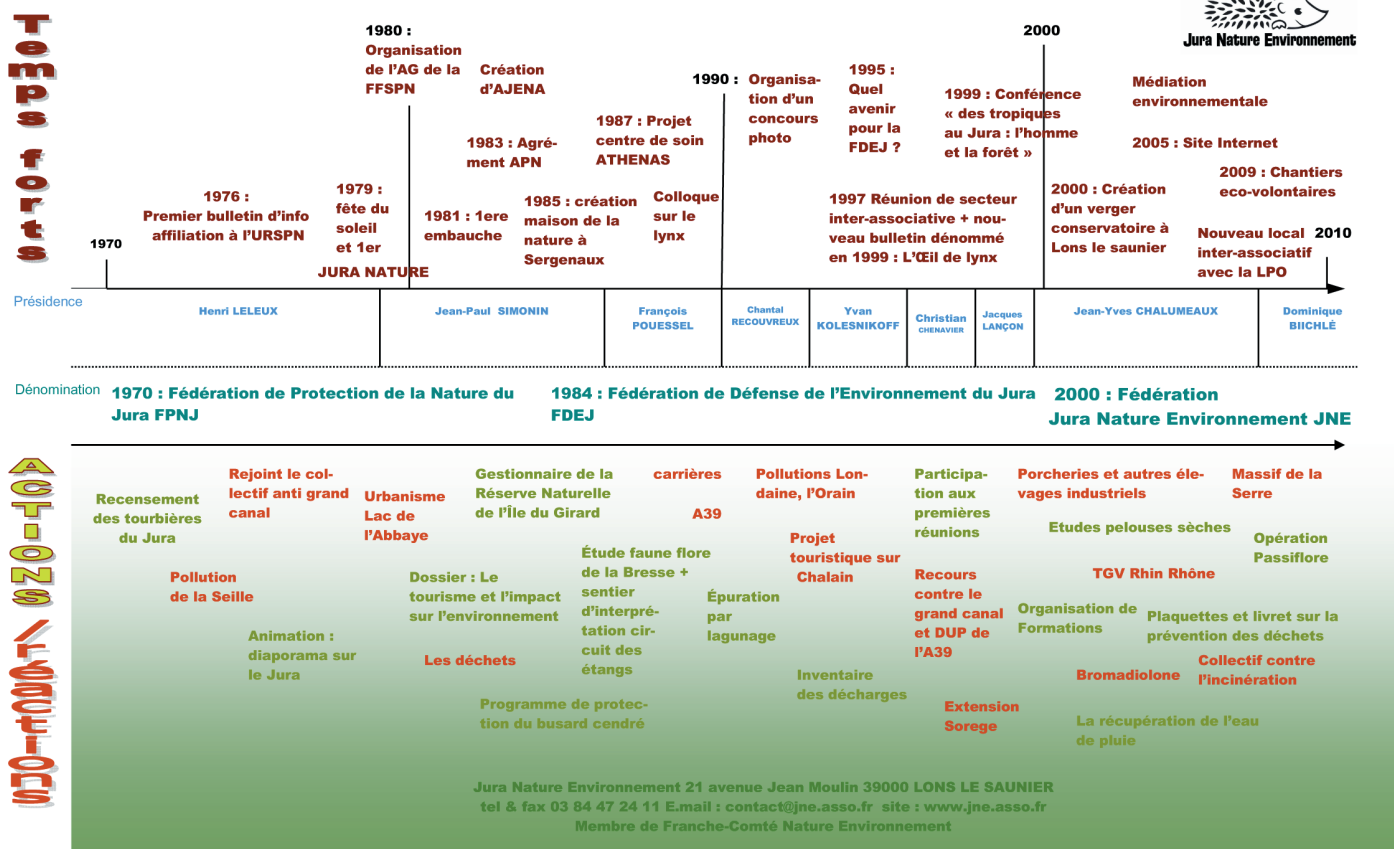 Temps forts
Jura Nature Environnement
1970
1976 :
Premier bulletin d’info
affiliation à l’URSPN
1979 :
fête du
soleil
et 1er
JURA NATURE
1980 :
Organisation
de l’AG de la
FFSPN
Création
d’AJENA
1983 : Agré-
ment APN
1981 : 1ere
embauche
1985 : création
maison de la
nature à
Sergenaux
1987 : Projet
centre de soin
ATHENAS
Colloque
sur le
lynx
1990 :
Organisa-
tion d’un
concours
photo
1995 :
Quel
avenir
pour la
FDEJ ?
1997 Réunion de secteur
inter-associative + nou-
veau bulletin dénommé
en 1999 : L’Œil de lynx
1999 : Conférence
« des tropiques
au Jura : l’homme
et la forêt »
2000
2000 : Création
d’un verger
conservatoire à
Lons le saunier
Médiation
environnementale
2005 : Site Internet
2009 : Chantiers
eco-volontaires
Nouveau local
inter-associatif
avec la LPO
2010
Présidence
Henri LELEUX
Jean-Paul SIMONIN
François
POUESSEL
Chantal
RECOUVREUX
Yvan
KOLESNIKOFF
Christian
CHENAVIER
Jacques
LANÇON
Jean-Yves CHALUMEAUX
Dominique
BIICHLÉ
Dénomination
1970 : Fédération de Protection de la Nature du
Jura FPNJ
1984 : Fédération de Défense de l’Environnement du Jura
FDEJ
2000 : Fédération
Jura Nature Environnement JNE
ACTIONS /réactions
Recensement
des tourbières
du Jura
Rejoint le col-
lectif anti grand
canal
Pollution
de la Seille
Animation :
diaporama sur
le Jura
Urbanisme
Lac de
l’Abbaye
Gestionnaire de la
Réserve Naturelle
de l’Île du Girard
Dossier : Le
tourisme et l’impact
sur l’environnement
Les déchets
Programme de protec-
tion du busard cendré
Étude faune flore
de la Bresse +
sentier
d’interpré-
tation cir-
cuit des
étangs
carrières
A39
Épuration
par
lagunage
Pollutions Lon-
daine, l’Orain
Projet
touristique sur
Chalain
Inventaire
des décharges
Participa-
tion aux
premières
réunions
Recours
contre le
grand canal
et DUP de
l’A39
Extension
Sorege
Porcheries et autres éle-
vages industriels
Etudes pelouses sèches
TGV Rhin Rhône
Organisation de
Formations
Bromadiolone
La récupération de l’eau
de pluie
Massif de la
Serre
Opération
Passiflore
Plaquettes et livret sur la
prévention des déchets
Collectif contre
l’incinération
Jura Nature Environnement 21 avenue Jean Moulin 39000 LONS LE SAUNIER
tel & fax 03 84 47 24 11 E.mail : contact@jne.asso.fr site : www.jne.asso.fr
Membre de Franche-Comté Nature Environnement